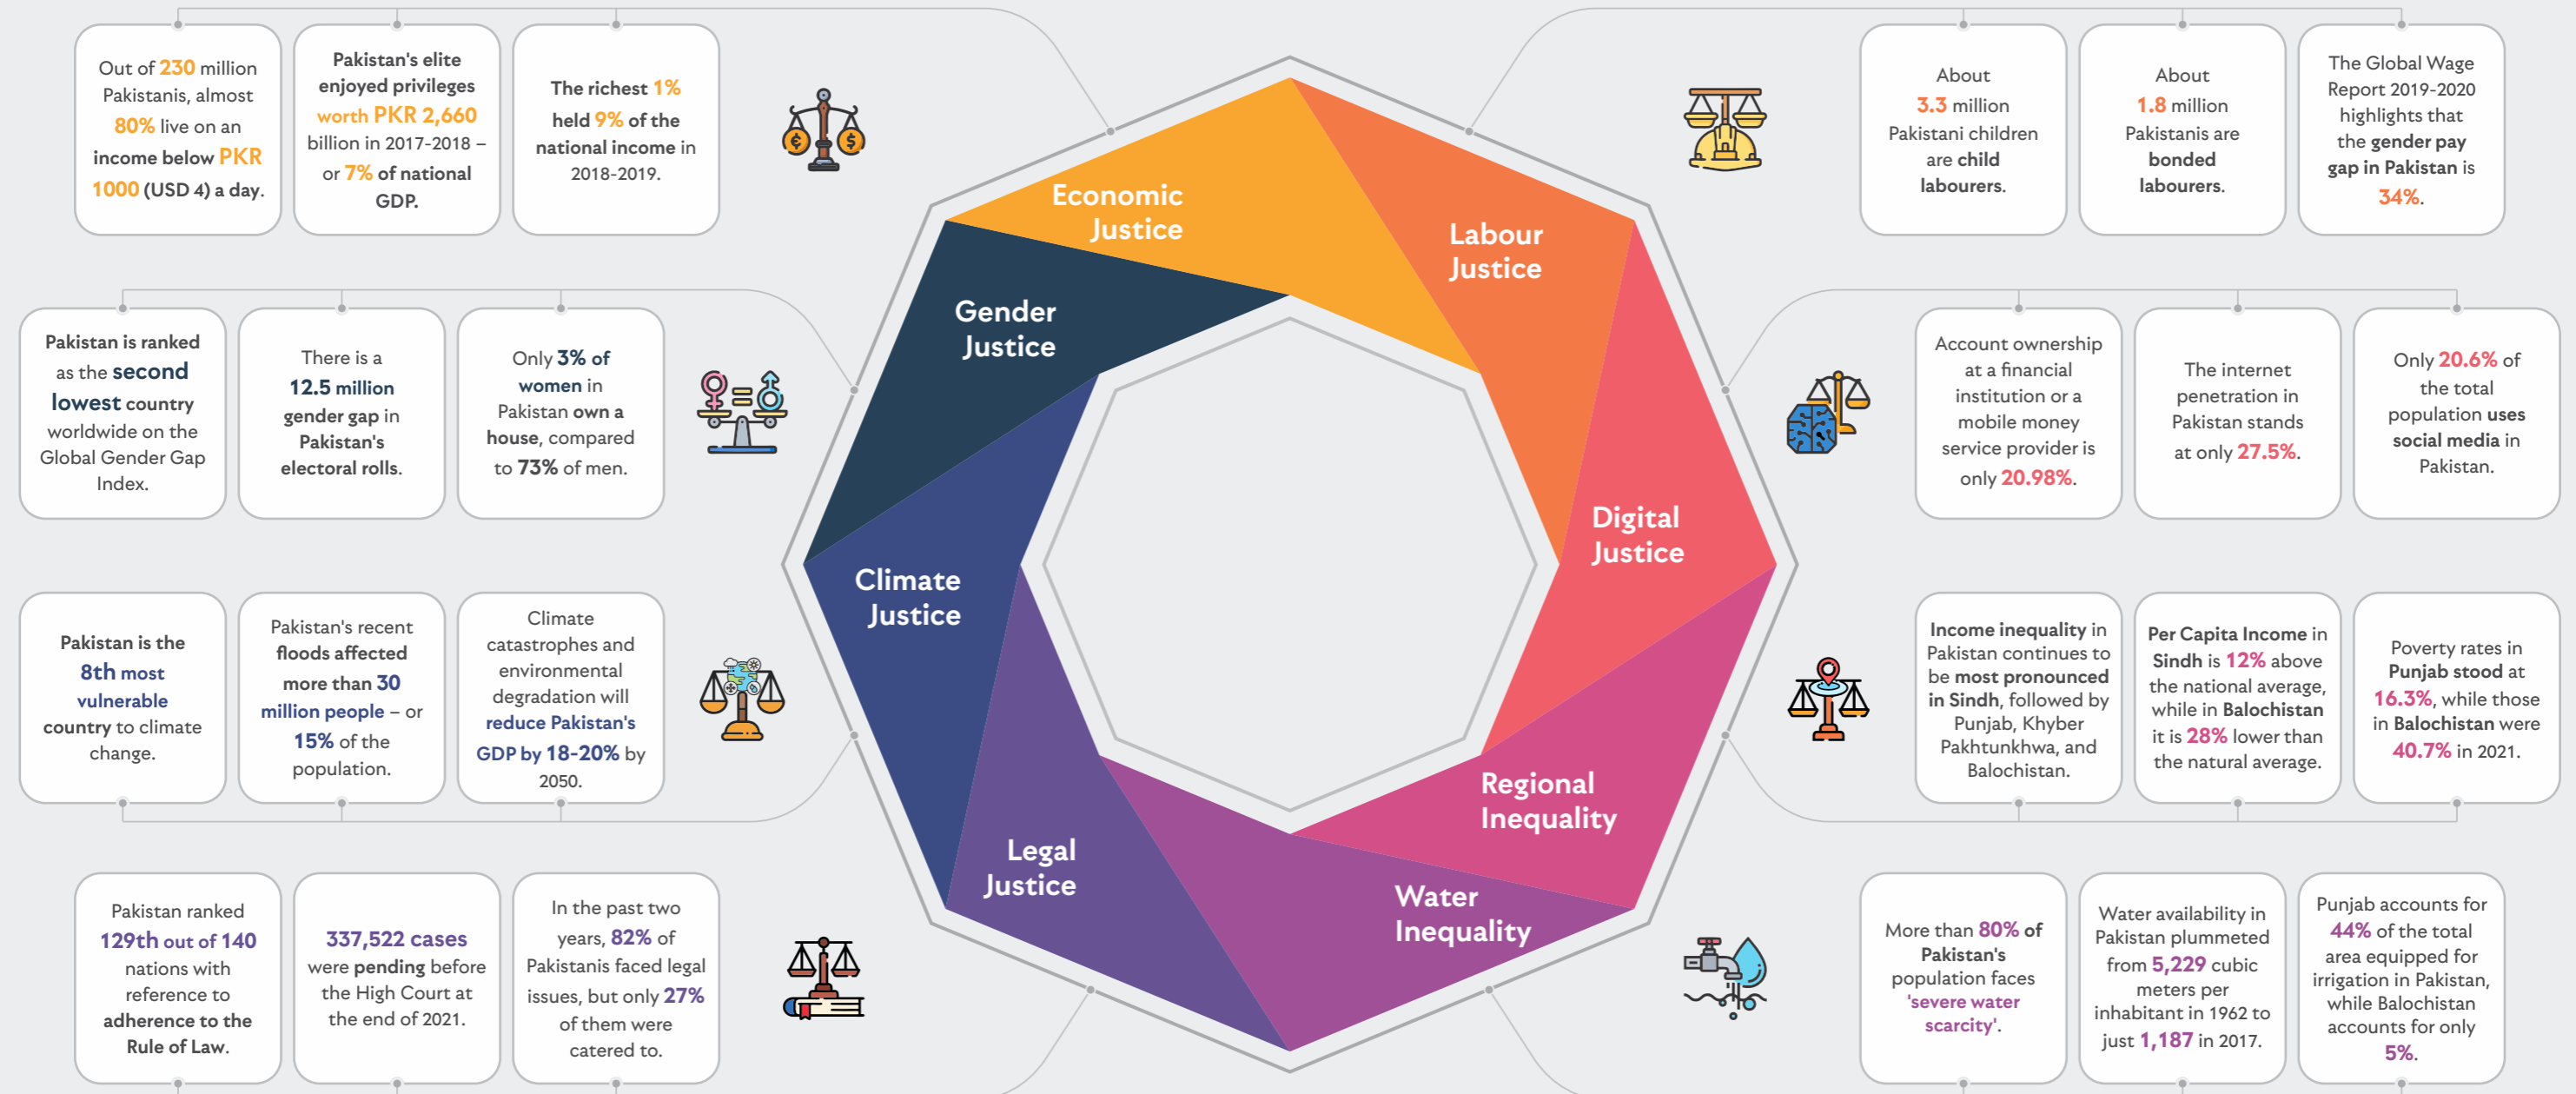 Out of 230 million
Pakistanis, almost
80% live on an
income below PKR
1000 (USD 4) a day.
Pakistan's elite
enjoyed privileges
worth PKR 2,660
billion in 2017-2018 –
or 7% of national
GDP.
The richest 1%
held 9% of the
national income in
2018-2019.
About
3.3 million
Pakistani children
are child
labourers.
About
1.8 million
Pakistanis are
bonded
labourers.
The Global Wage
Report 2019-2020
highlights that
the gender pay
gap in Pakistan is
34%.
Economic
Justice
Labour
Justice
Pakistan is ranked
as the second
lowest country
worldwide on the
Global Gender Gap
Index.
There is a
12.5 million
gender gap in
Pakistan's
electoral rolls.
Only 3% of
women in
Pakistan own a
house, compared
to 73% of men.
Gender
Justice
Digital
Justice
Account ownership
at a financial
institution or a
mobile money
service provider is
only 20.98%.
The internet
penetration in
Pakistan stands
at only 27.5%.
Only 20.6% of
the total
population uses
social media in
Pakistan.
Pakistan is the
8th most
vulnerable
country to climate
change.
Pakistan's recent
floods affected
more than 30
million people – or
15% of the
population.
Climate
catastrophes and
environmental
degradation will
reduce Pakistan's
GDP by 18-20% by
2050.
Climate
Justice
Regional
Inequality
Income inequality in
Pakistan continues to
be most pronounced
in Sindh, followed by
Punjab, Khyber
Pakhtunkhwa, and
Balochistan.
Per Capita Income in
Sindh is 12% above
the national average,
while in Balochistan
it is 28% lower than
the natural average.
Poverty rates in
Punjab stood at
16.3%, while those
in Balochistan were
40.7% in 2021.
Pakistan ranked
129th out of 140
nations with
reference to
adherence to the
Rule of Law.
337,522 cases
were pending before
the High Court at
the end of 2021.
In the past two
years, 82% of
Pakistanis faced legal
issues, but only 27%
of them were
catered to.
Legal
Justice
Water
Inequality
More than 80% of
Pakistan's
population faces
'severe water
scarcity'.
Water availability in
Pakistan plummeted
from 5,229 cubic
meters per
inhabitant in 1962 to
just 1,187 in 2017.
Punjab accounts for
44% of the total
area equipped for
irrigation in Pakistan,
while Balochistan
accounts for only
5%.